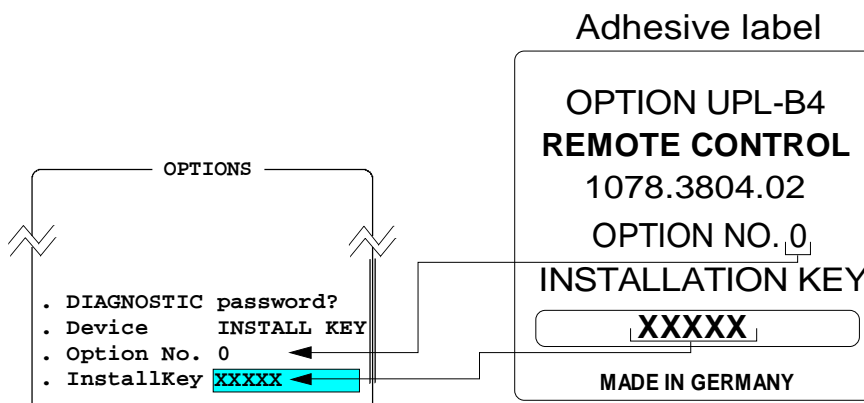 Adhesive label
OPTION UPL-B4
REMOTE CONTROL
1078.3804.02
OPTION NO. 0
INSTALLATION KEY
XXXXX
MADE IN GERMANY
OPTIONS
. DIAGNOSTIC password?
. Device INSTALL KEY
. Option No. 0
. InstallKey XXXXX